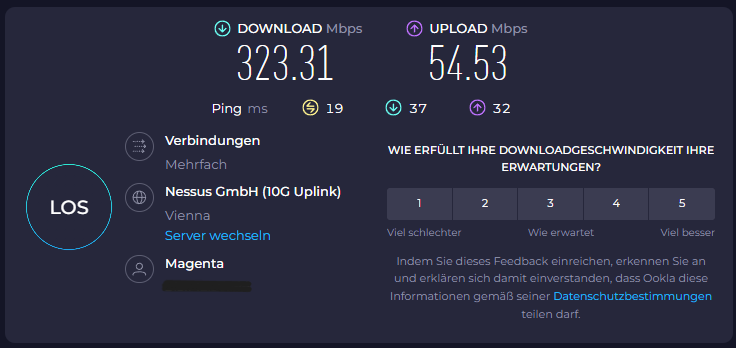 DOWNLOAD Mbps
323.31
UPLOAD Mbps
54.53
Ping ms 19 37 32
Verbindungen
Mehrfach
Nessus GmbH (10G Uplink)
Vienna
Server wechseln
Magenta
LOS
WIE ERFÜLLT IHRE DOWNLOADGESCHWINDIGKEIT IHRE
ERWARTUNGEN?
1 2 3 4 5
Viel schlechter Wie erwartet Viel besser
Indem Sie dieses Feedback einreichen, erkennen Sie an
und erklären sich damit einverstanden, dass Ookla diese
Informationen gemäß seiner Datenschutzbestimmungen
teilen darf.